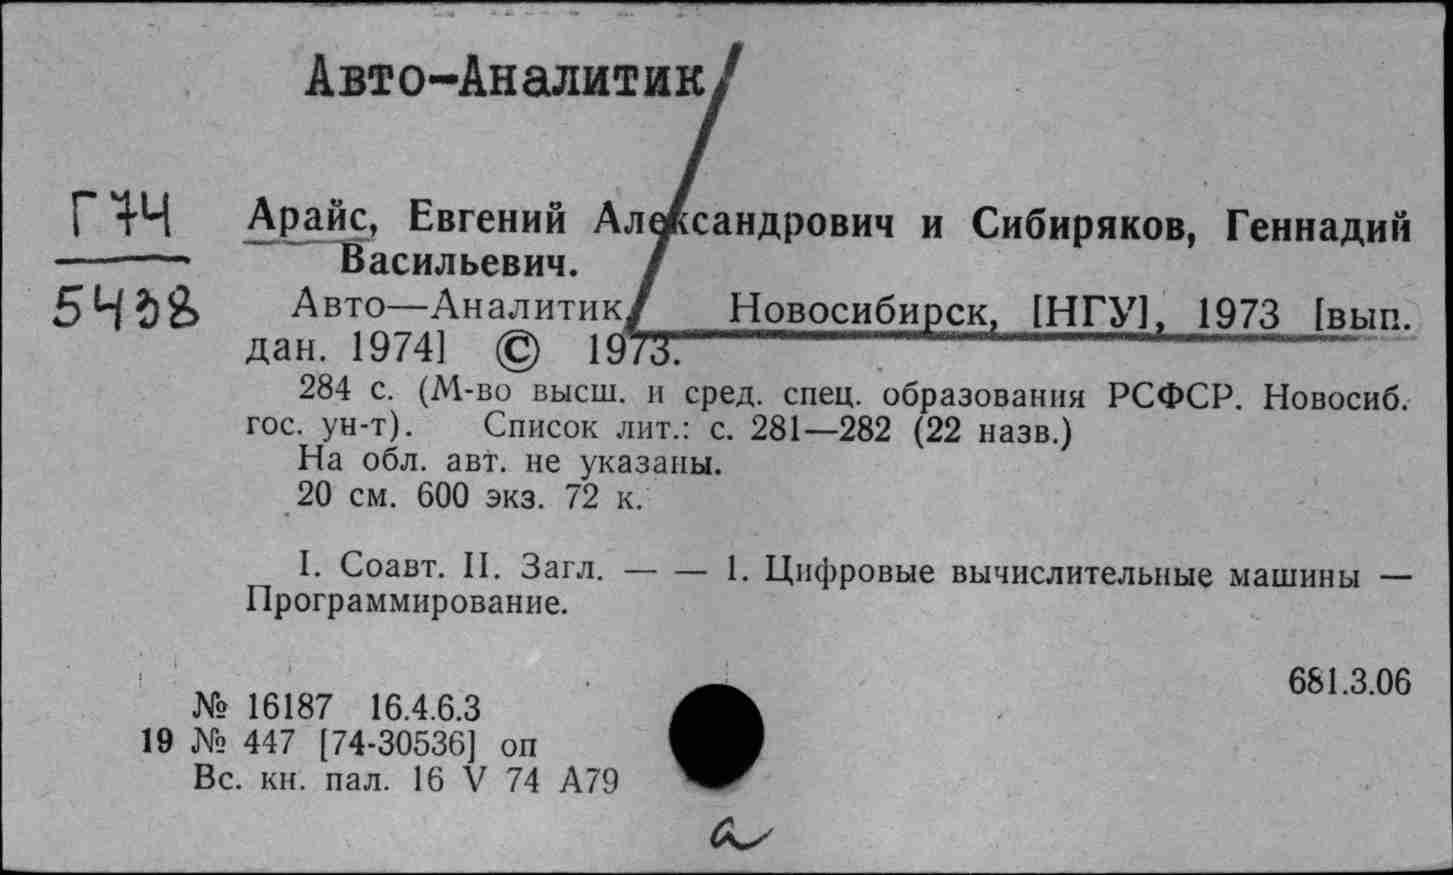 Авто-Аналитик
Г74
Арайс, Евгений Александрович и Сибиряков, Геннадий
Васильевич.
Авто—Аналитик Новосибирск, [НГУ], 1973 [вып.
дан. 1974] © 1973.
284 с. (М-во высш. и сред. спец. образования РСФСР. Новосиб.
гос. ун-т). Список лит.: с. 281—282 (22 назв.)
На обл. авт. не указаны.
20 см. 600 экз. 72 к.
I. Соавт. II. Загл. — — 1. Цифровые вычислительные машины —
Программирование.
681.3.06
№ 16187 16.4.6.3
19 № 447 [74-30536] оп
Вс. кн. пал. 16 V 74 А79